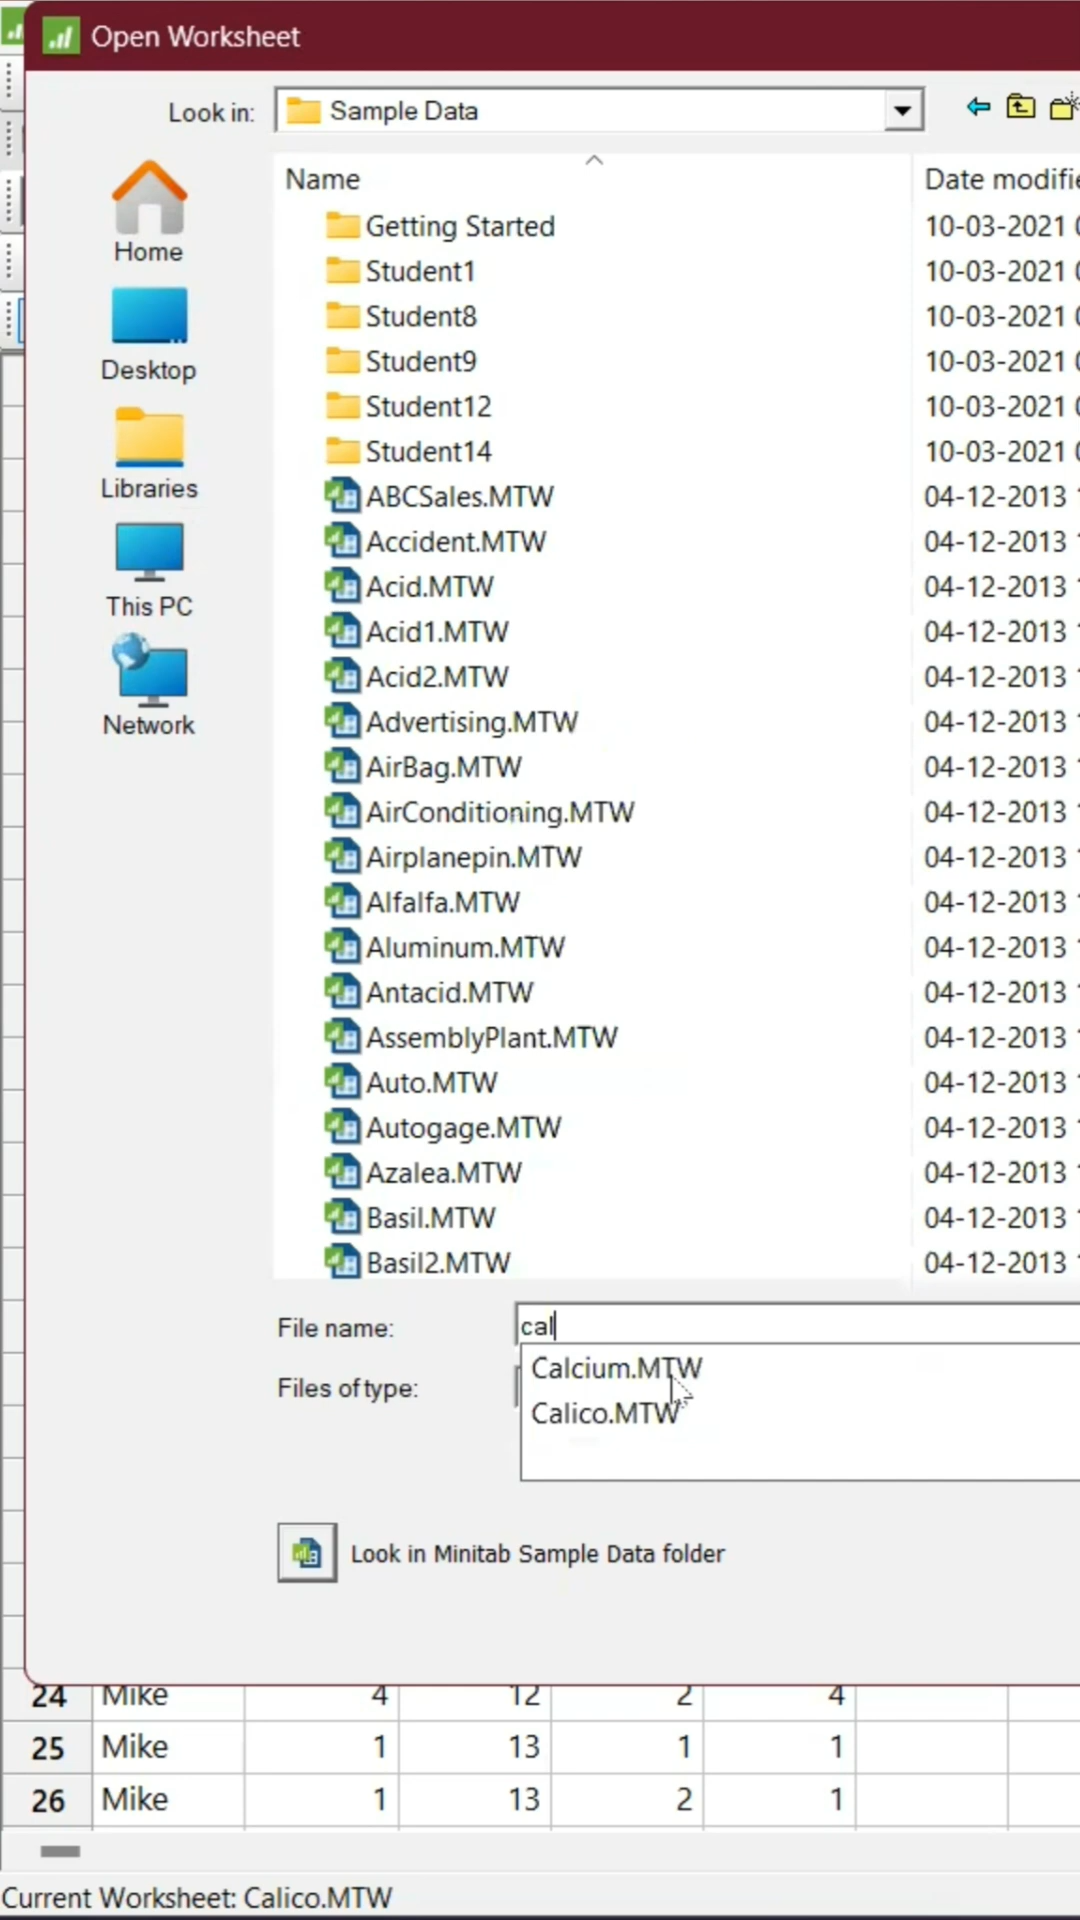 Open Worksheet
Look in: Sample Data
Name Date modifie
Home
Desktop
Libraries
This PC
Network
Getting Started 10-03-2021
Student1 10-03-2021
Student8 10-03-2021
Student9 10-03-2021
Student12 10-03-2021
Student14 10-03-2021
ABCSales.MTW 04-12-2013
Accident.MTW 04-12-2013
Acid.MTW 04-12-2013
Acid1.MTW 04-12-2013
Acid2.MTW 04-12-2013
Advertising.MTW 04-12-2013
AirBag.MTW 04-12-2013
AirConditioning.MTW 04-12-2013
Airplanepin.MTW 04-12-2013
Alfalfa.MTW 04-12-2013
Aluminum.MTW 04-12-2013
Antacid.MTW 04-12-2013
AssemblyPlant.MTW 04-12-2013
Auto.MTW 04-12-2013
Autogage.MTW 04-12-2013
Azalea.MTW 04-12-2013
Basil.MTW 04-12-2013
Basil2.MTW 04-12-2013
File name: cal
Calcium.MTW
Files of type:
Calico.MTW
Look in Minitab Sample Data folder
24 Mike 4 12 2 4
25 Mike 1 13 1 1
26 Mike 1 13 2 1
Current Worksheet: Calico.MTW